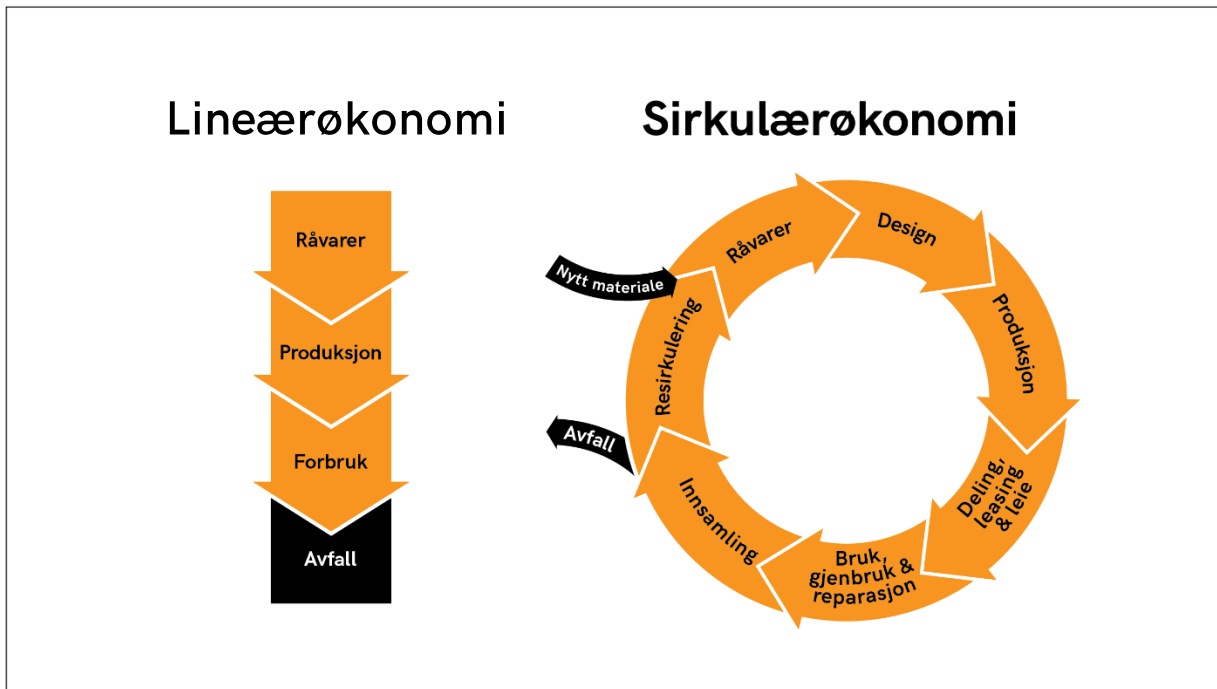 Lineærøkonomi
Sirkulærøkonomi
Råvarer
Produksjon
Forbruk
Avfall
Råvarer
Design
Produksjon
Deling,
leasing
& leie
Bruk,
gjenbruk &
reparasjon
Innsamling
Avfall
Resirkulering
Nytt materiale